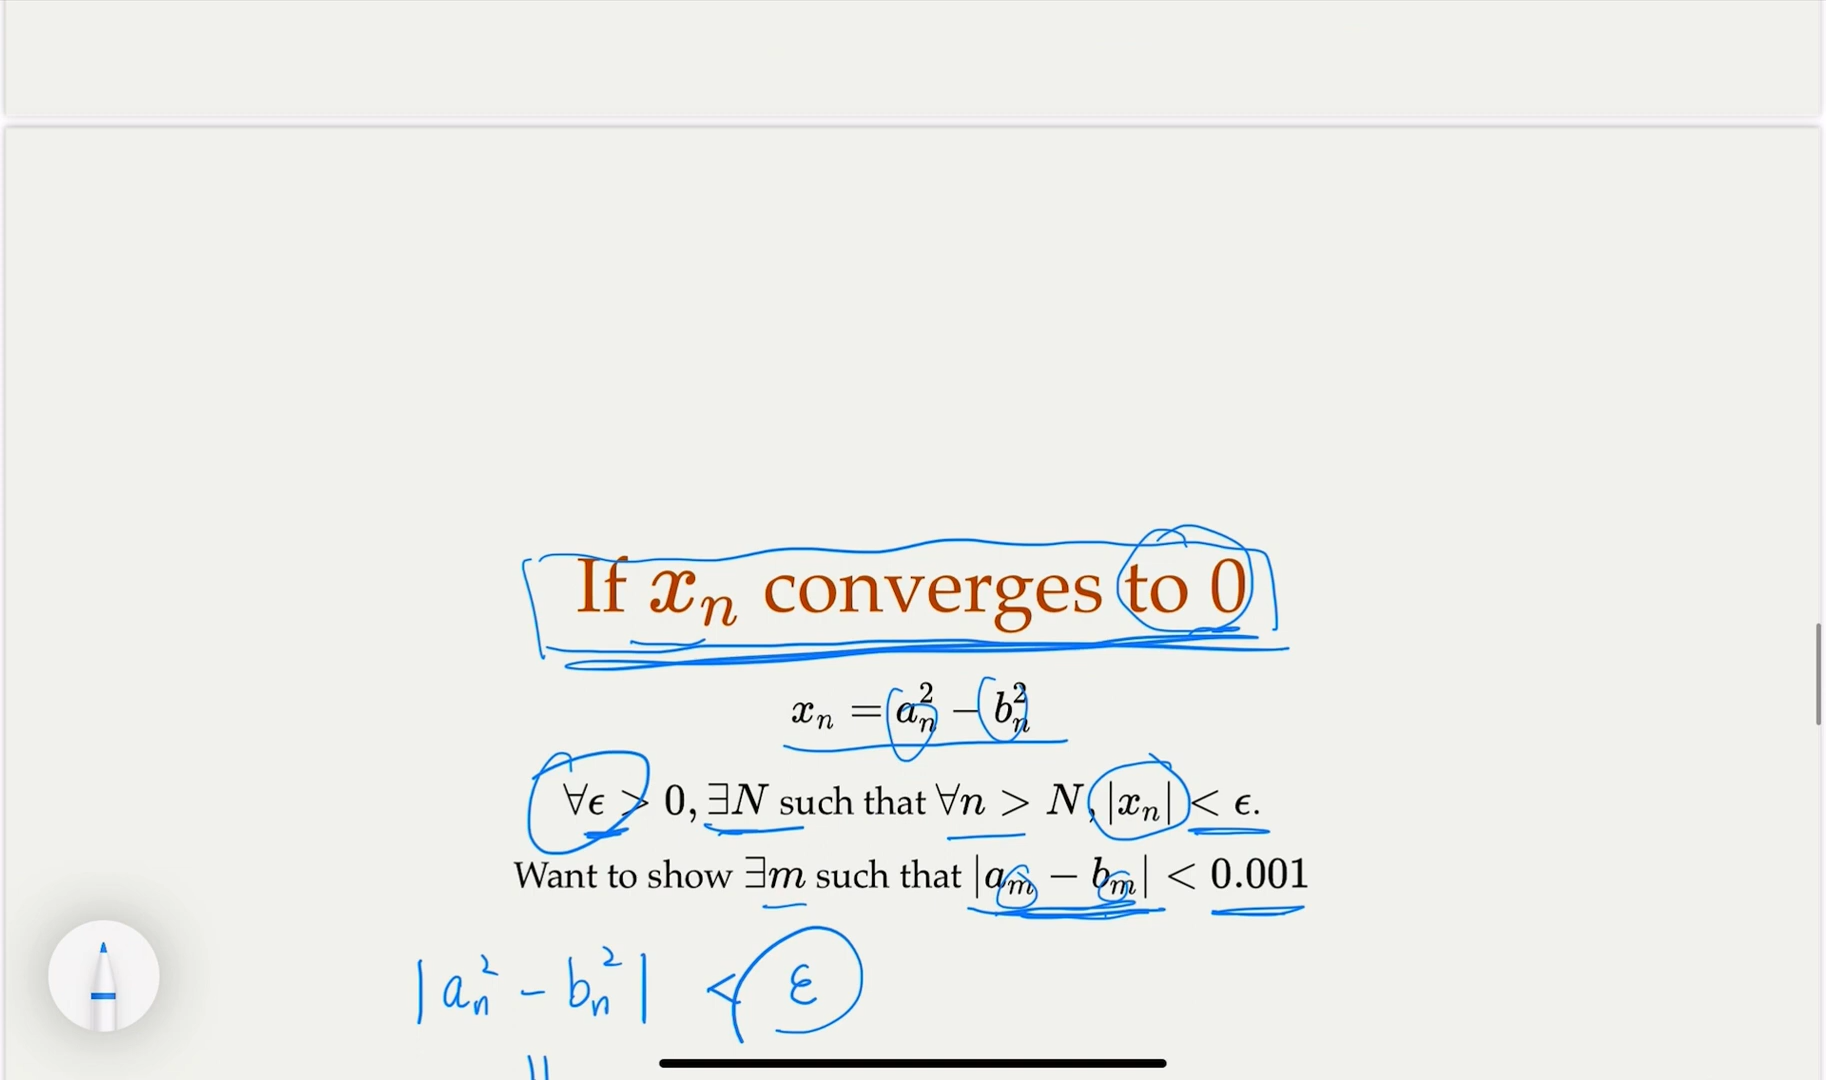 If xₙ converges to 0
xₙ = aₙ² − bₙ²
∀ϵ > 0, ∃N such that ∀n > N, |xₙ| < ϵ.
Want to show ∃m such that |aₘ − bₘ| < 0.001
|aₙ² − bₙ²| < ε